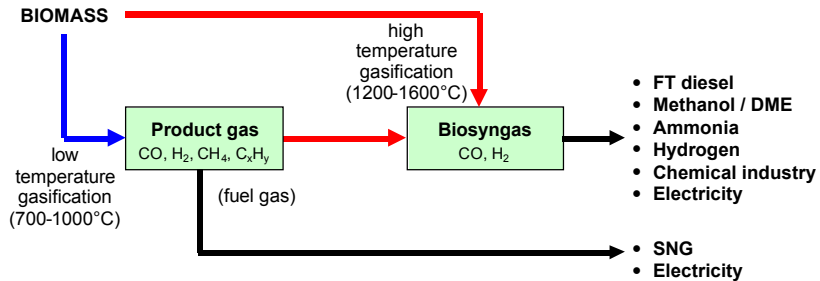 BIOMASS
high
temperature
gasification
(1200-1600°C)
Product gas
CO, H₂, CH₄, CₓHᵧ
Biosyngas
CO, H₂
low
temperature
gasification
(700-1000°C)
(fuel gas)
• FT diesel
• Methanol / DME
• Ammonia
• Hydrogen
• Chemical industry
• Electricity
• SNG
• Electricity